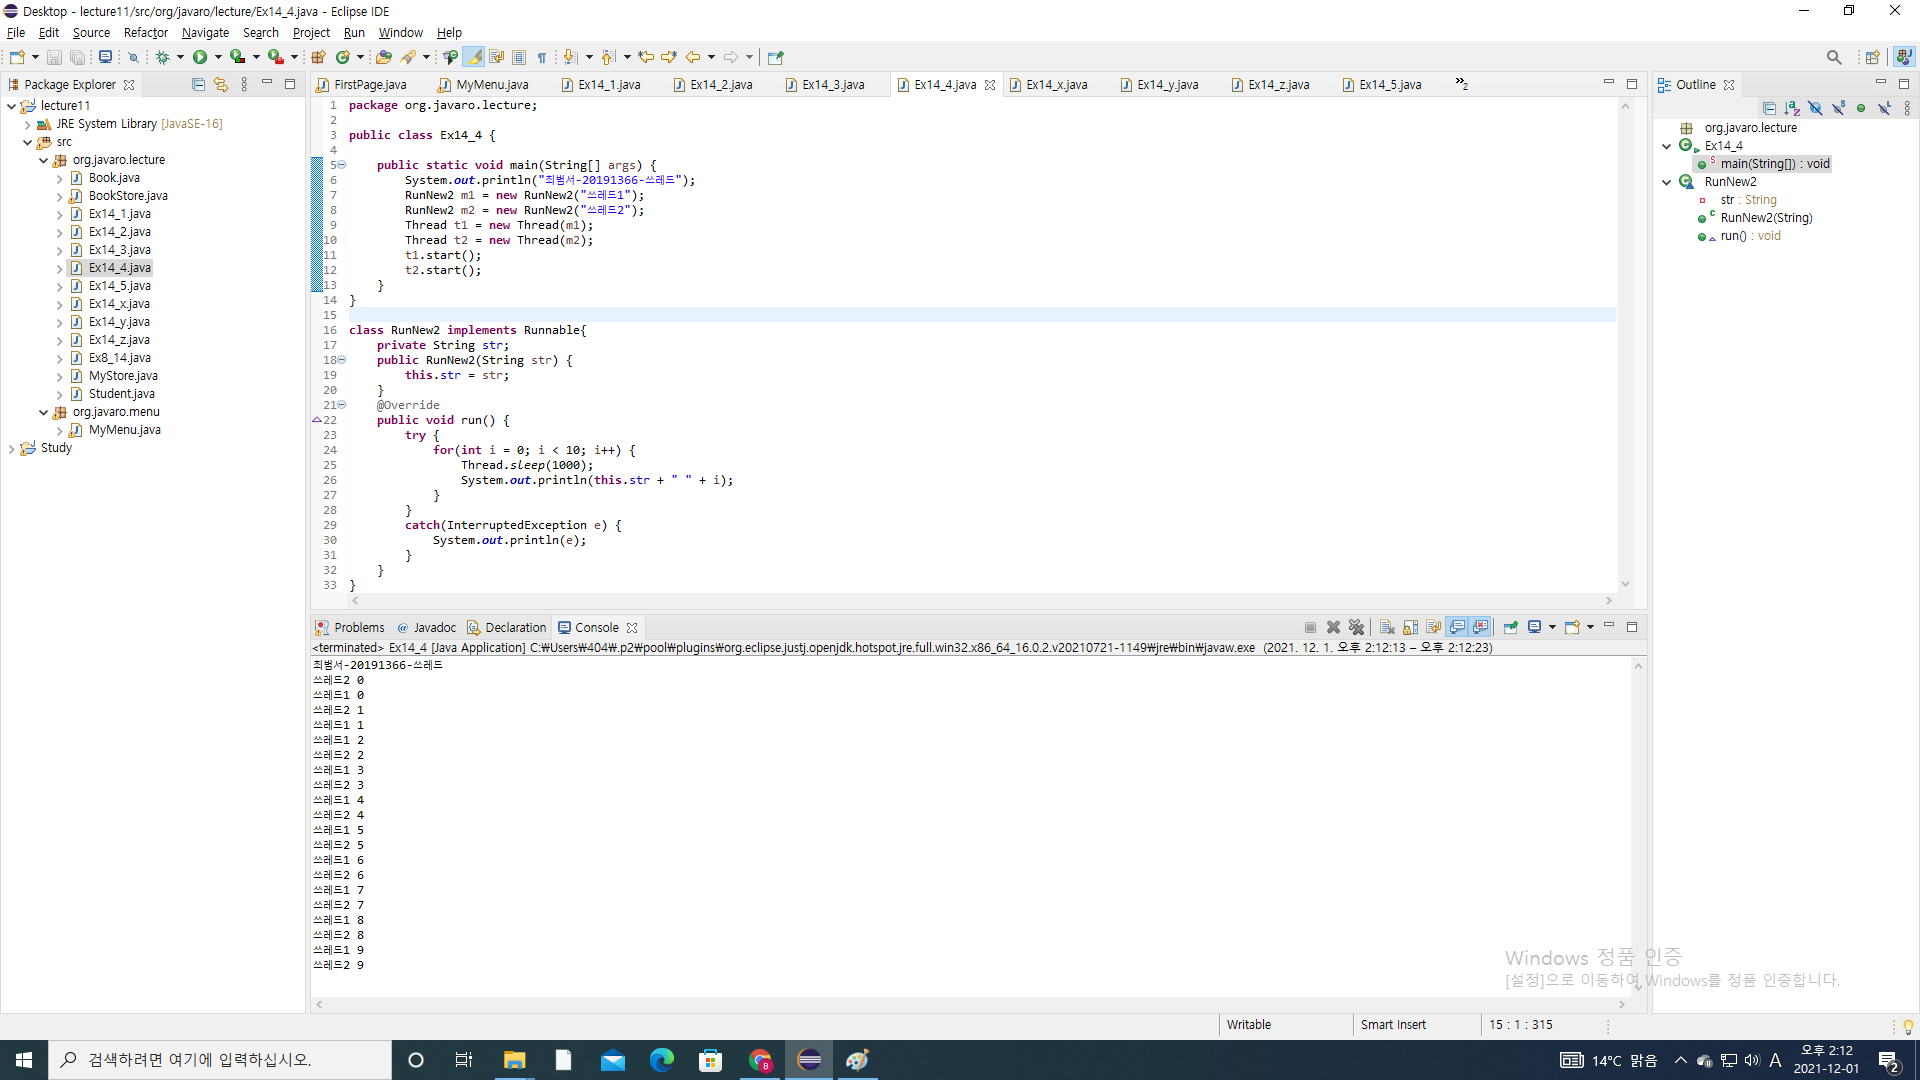 Desktop - lecture11/src/org/javaro/lecture/Ex14_4.java - Eclipse IDE
File Edit Source Refactor Navigate Search Project Run Window Help
Package Explorer
lecture11
JRE System Library [JavaSE-16]
src
org.javaro.lecture
Book.java
BookStore.java
Ex14_1.java
Ex14_2.java
Ex14_3.java
Ex14_4.java
Ex14_5.java
Ex14_x.java
Ex14_y.java
Ex14_z.java
Ex8_14.java
MyStore.java
Student.java
org.javaro.menu
MyMenu.java
Study
FirstPage.java MyMenu.java Ex14_1.java Ex14_2.java Ex14_3.java Ex14_4.java Ex14_x.java Ex14_y.java Ex14_z.java Ex14_5.java »2
1 package org.javaro.lecture;
2
3 public class Ex14_4 {
4
5 public static void main(String[] args) {
6 System.out.println("최범서-20191366-쓰레드");
7 RunNew2 m1 = new RunNew2("쓰레드1");
8 RunNew2 m2 = new RunNew2("쓰레드2");
9 Thread t1 = new Thread(m1);
10 Thread t2 = new Thread(m2);
11 t1.start();
12 t2.start();
13 }
14 }
15
16 class RunNew2 implements Runnable{
17 private String str;
18 public RunNew2(String str) {
19 this.str = str;
20 }
21 @Override
22 public void run() {
23 try {
24 for(int i = 0; i < 10; i++) {
25 Thread.sleep(1000);
26 System.out.println(this.str + " " + i);
27 }
28 }
29 catch(InterruptedException e) {
30 System.out.println(e);
31 }
32 }
33 }
Outline
org.javaro.lecture
Ex14_4
main(String[]) : void
RunNew2
str : String
RunNew2(String)
run() : void
Problems @ Javadoc Declaration Console
<terminated> Ex14_4 [Java Application] C:₩Users₩404₩.p2₩pool₩plugins₩org.eclipse.justj.openjdk.hotspot.jre.full.win32.x86_64_16.0.2.v20210721-1149₩jre₩bin₩javaw.exe (2021. 12. 1. 오후 2:12:13 – 오후 2:12:23)
최범서-20191366-쓰레드
쓰레드2 0
쓰레드1 0
쓰레드2 1
쓰레드1 1
쓰레드1 2
쓰레드2 2
쓰레드1 3
쓰레드2 3
쓰레드1 4
쓰레드2 4
쓰레드1 5
쓰레드2 5
쓰레드1 6
쓰레드2 6
쓰레드1 7
쓰레드2 7
쓰레드1 8
쓰레드2 8
쓰레드1 9
쓰레드2 9
Windows 정품 인증
[설정]으로 이동하여 Windows를 정품 인증합니다.
Writable Smart Insert 15 : 1 : 315
검색하려면 여기에 입력하십시오.
14°C 맑음 A 오후 2:12
2021-12-01 2